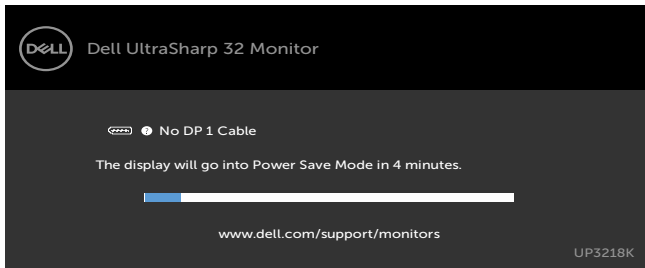 DELL
Dell UltraSharp 32 Monitor
? No DP 1 Cable
The display will go into Power Save Mode in 4 minutes.
www.dell.com/support/monitors
UP3218K